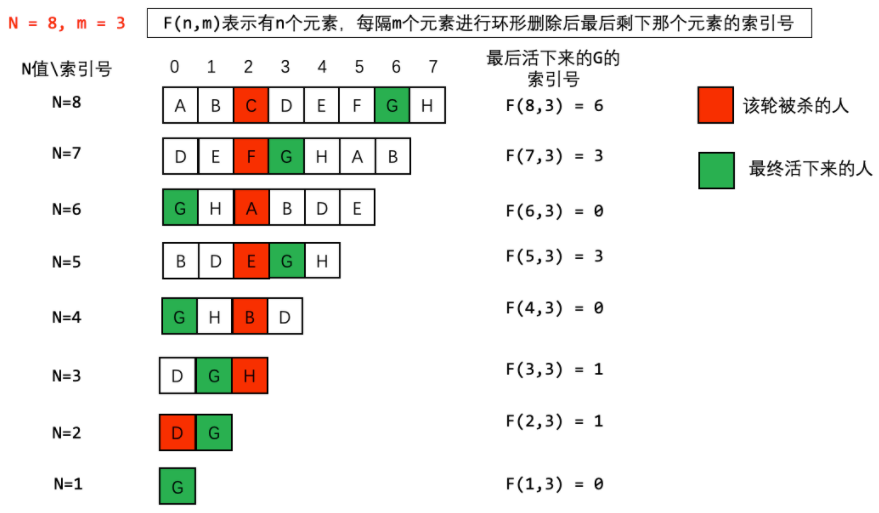 N = 8, m = 3
F(n,m)表示有n个元素，每隔m个元素进行环形删除后最后剩下那个元素的索引号
N值\索引号 0 1 2 3 4 5 6 7
最后活下来的G的
索引号
N=8 A B C D E F G H F(8,3) = 6
该轮被杀的人
N=7 D E F G H A B F(7,3) = 3
最终活下来的人
N=6 G H A B D E F(6,3) = 0
N=5 B D E G H F(5,3) = 3
N=4 G H B D F(4,3) = 0
N=3 D G H F(3,3) = 1
N=2 D G F(2,3) = 1
N=1 G F(1,3) = 0